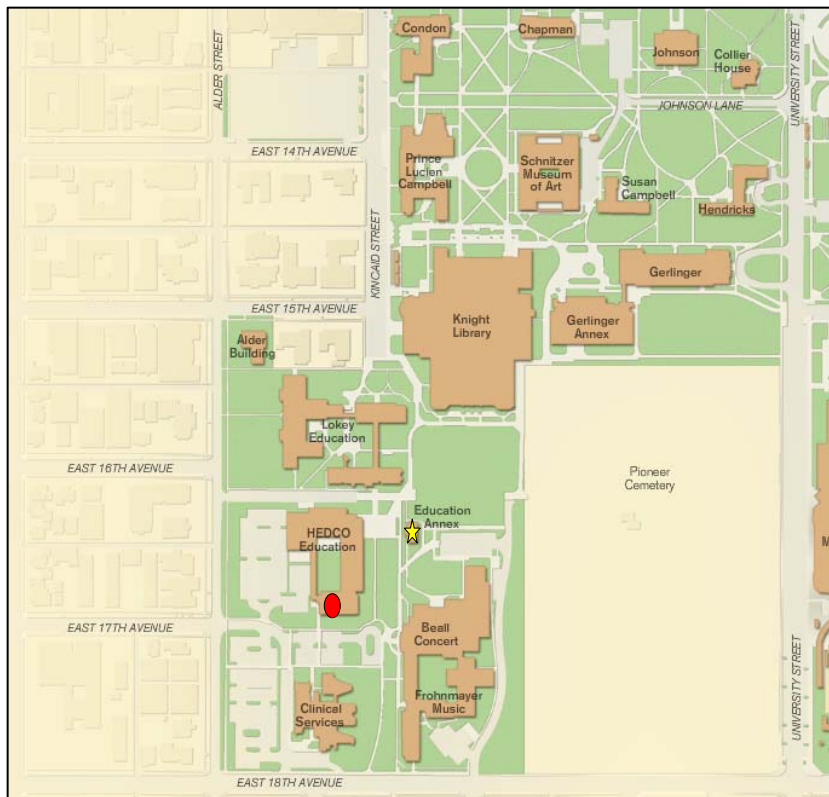 Condon
Chapman
Johnson
Collier
House
ALDER STREET
UNIVERSITY STREET
JOHNSON LANE
EAST 14TH AVENUE
Prince
Lucien
Campbell
Schnitzer
Museum
of Art
Susan
Campbell
Hendricks
KINCAID STREET
Gerlinger
EAST 15TH AVENUE
Knight
Library
Gerlinger
Annex
Alder
Building
Lokey
Education
EAST 16TH AVENUE
Pioneer
Cemetery
Education
Annex
HEDCO
Education
M
EAST 17TH AVENUE
Beall
Concert
UNIVERSITY STREET
Frohnmayer
Music
Clinical
Services
EAST 18TH AVENUE